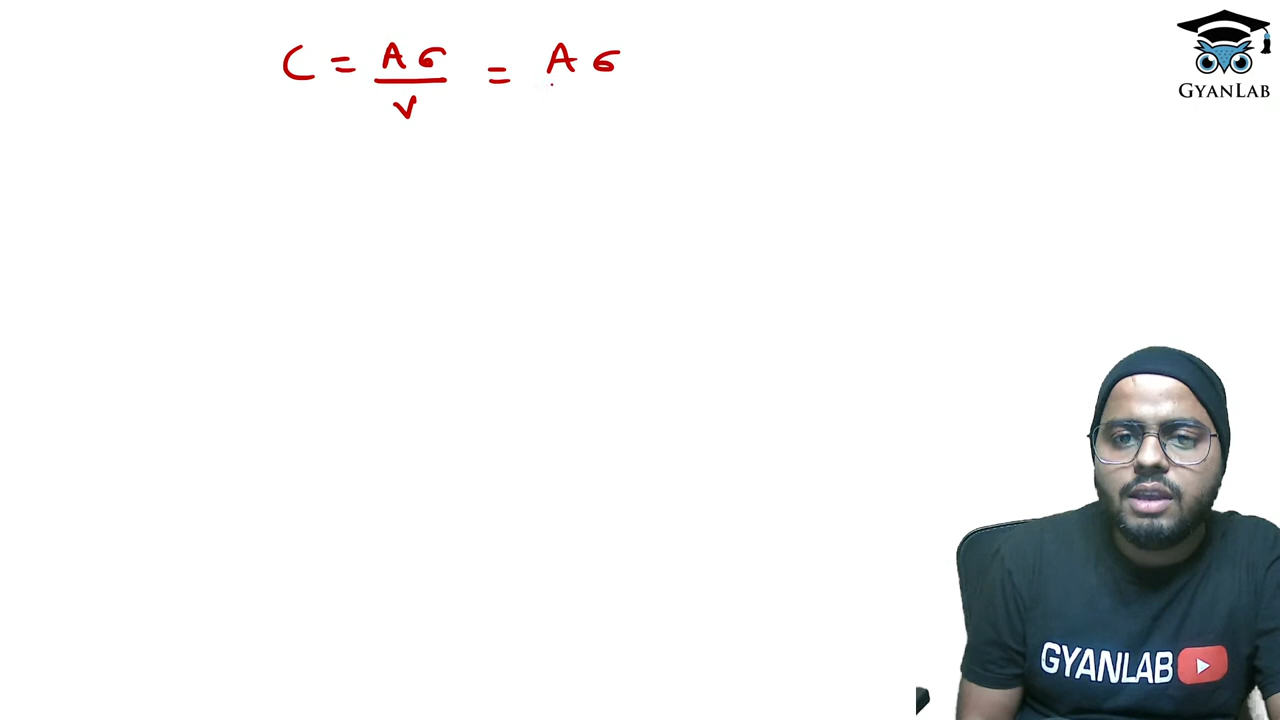 C = Aσ / V = Aσ
GYANLAB
GYANLAB